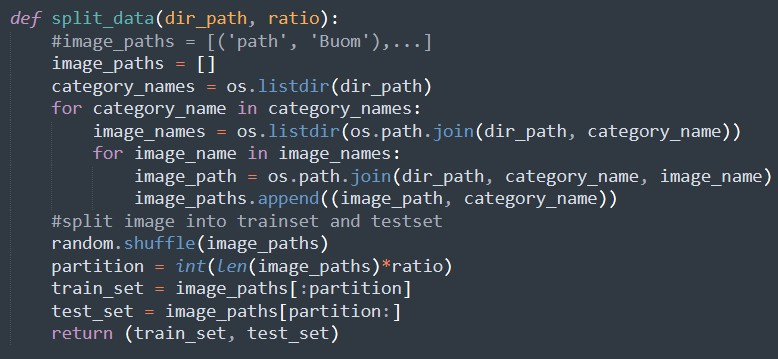 def split_data(dir_path, ratio):
    #image_paths = [('path', 'Buom'),...]
    image_paths = []
    category_names = os.listdir(dir_path)
    for category_name in category_names:
        image_names = os.listdir(os.path.join(dir_path, category_name))
        for image_name in image_names:
            image_path = os.path.join(dir_path, category_name, image_name)
            image_paths.append((image_path, category_name))
    #split image into trainset and testset
    random.shuffle(image_paths)
    partition = int(len(image_paths)*ratio)
    train_set = image_paths[:partition]
    test_set = image_paths[partition:]
    return (train_set, test_set)